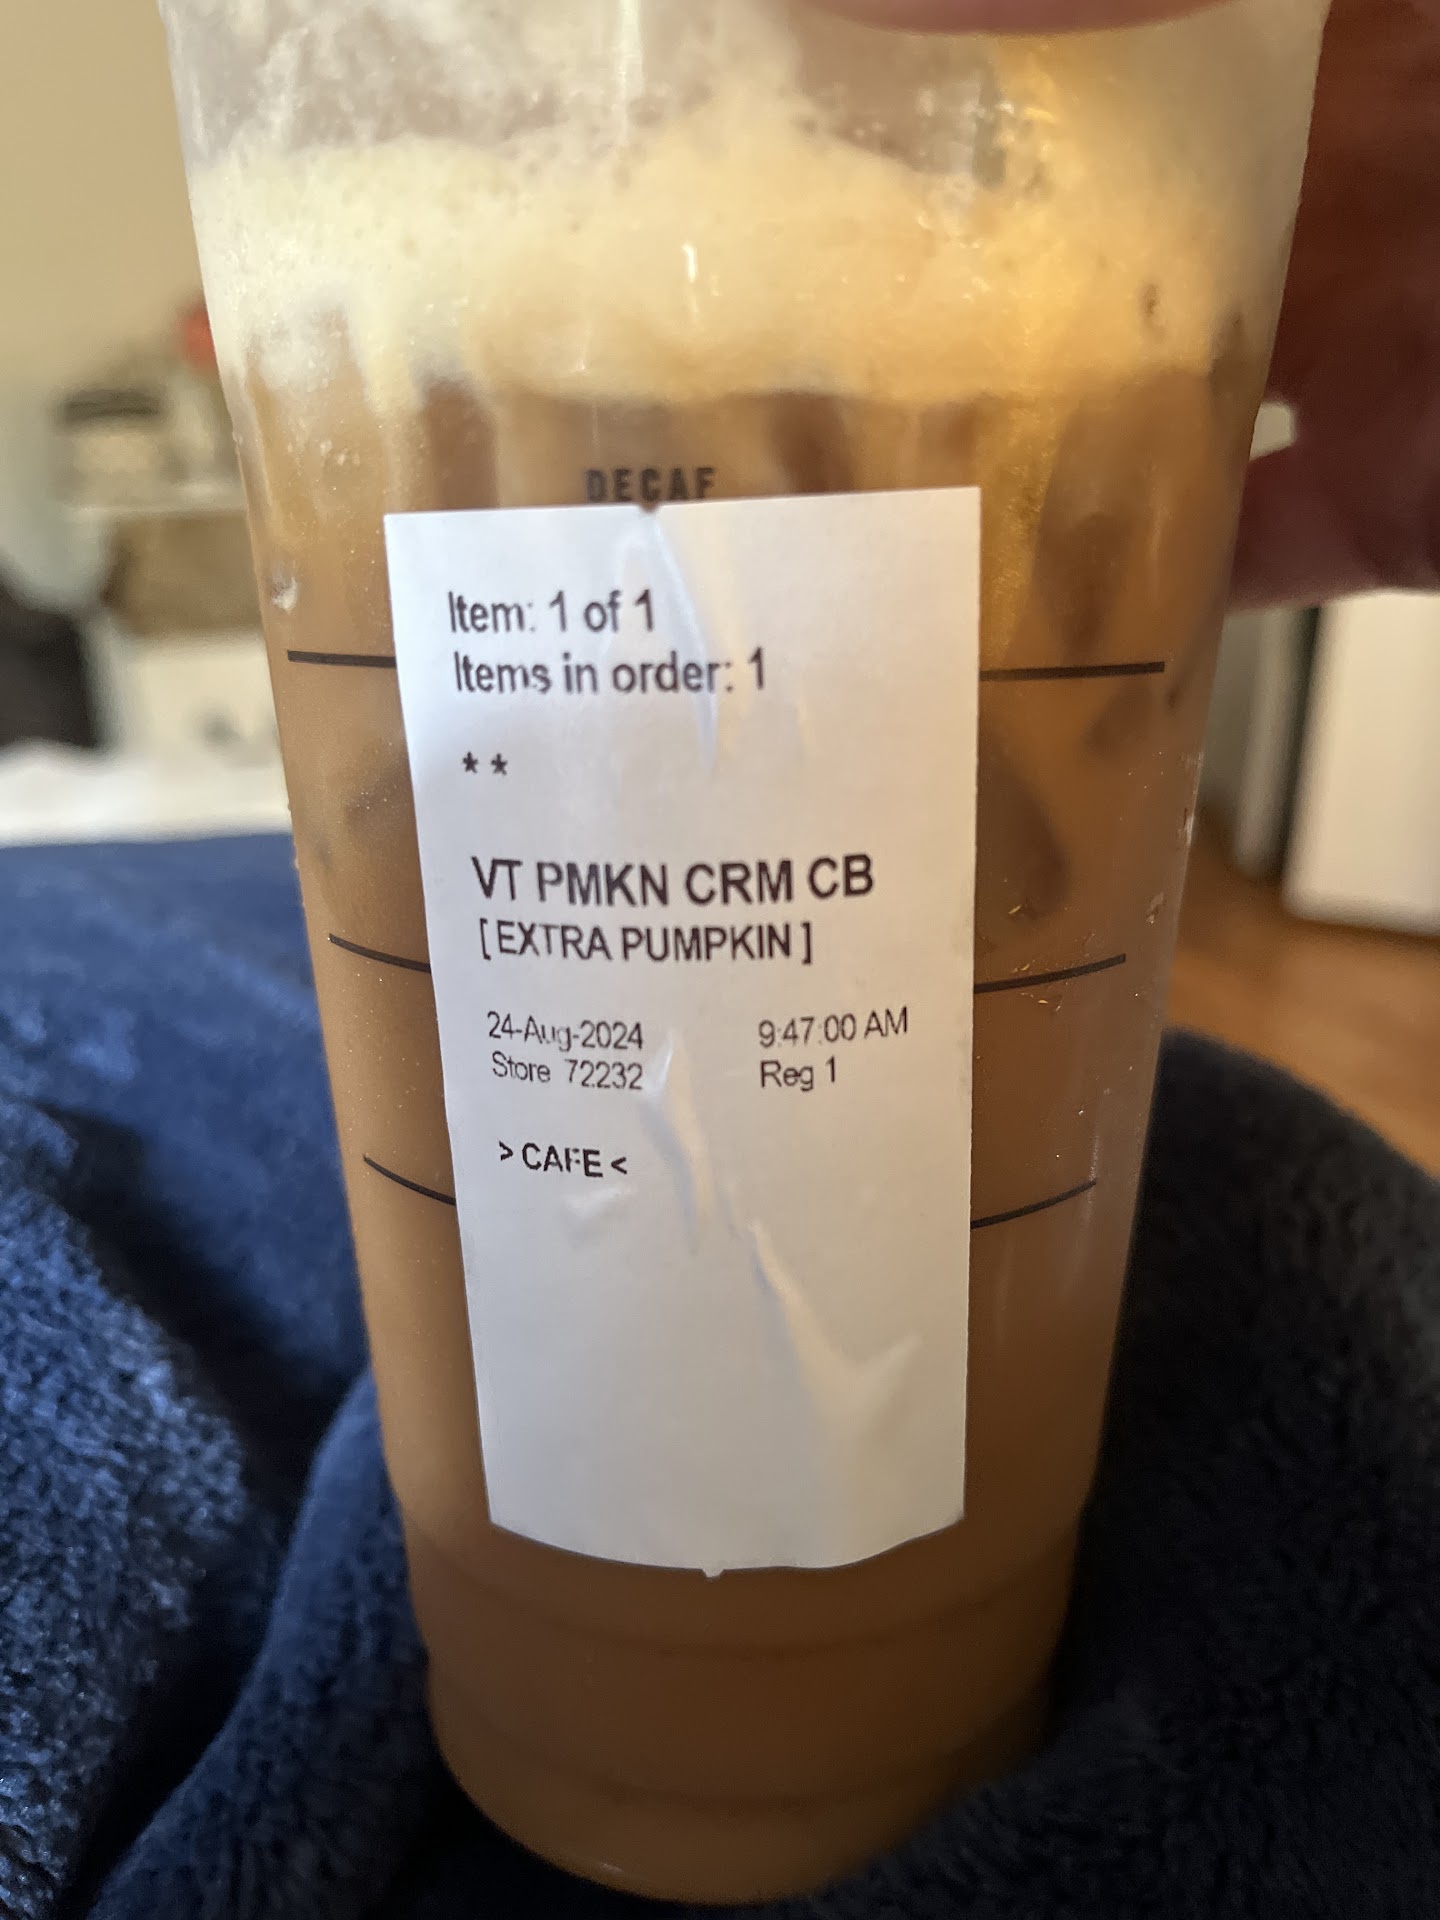 DECAF
Item: 1 of 1
Items in order: 1
* *
VT PMKN CRM CB
[ EXTRA PUMPKIN ]
24-Aug-2024 9:47:00 AM
Store 72232 Reg 1
> CAFE <